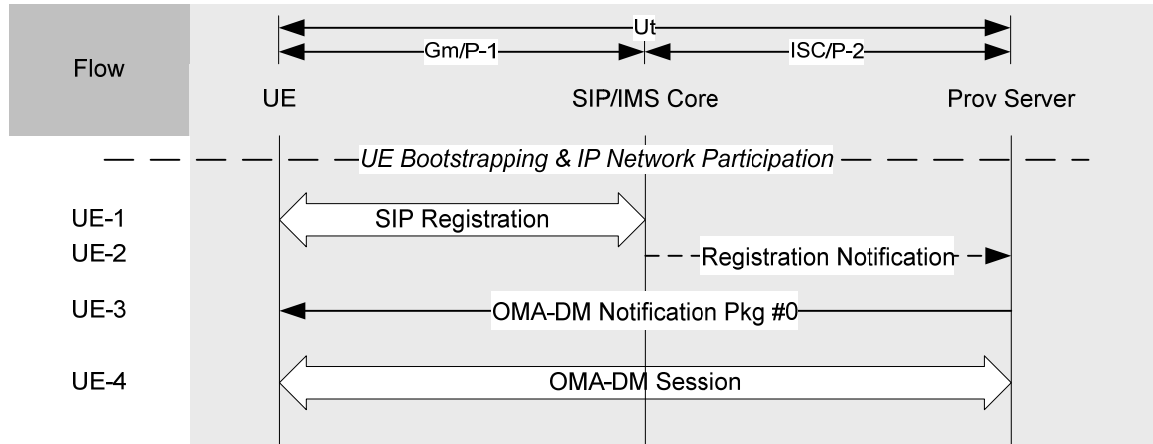 Ut
Gm/P-1
ISC/P-2
Flow
UE
SIP/IMS Core
Prov Server
UE Bootstrapping & IP Network Participation
UE-1
SIP Registration
UE-2
Registration Notification
UE-3
OMA-DM Notification Pkg #0
UE-4
OMA-DM Session